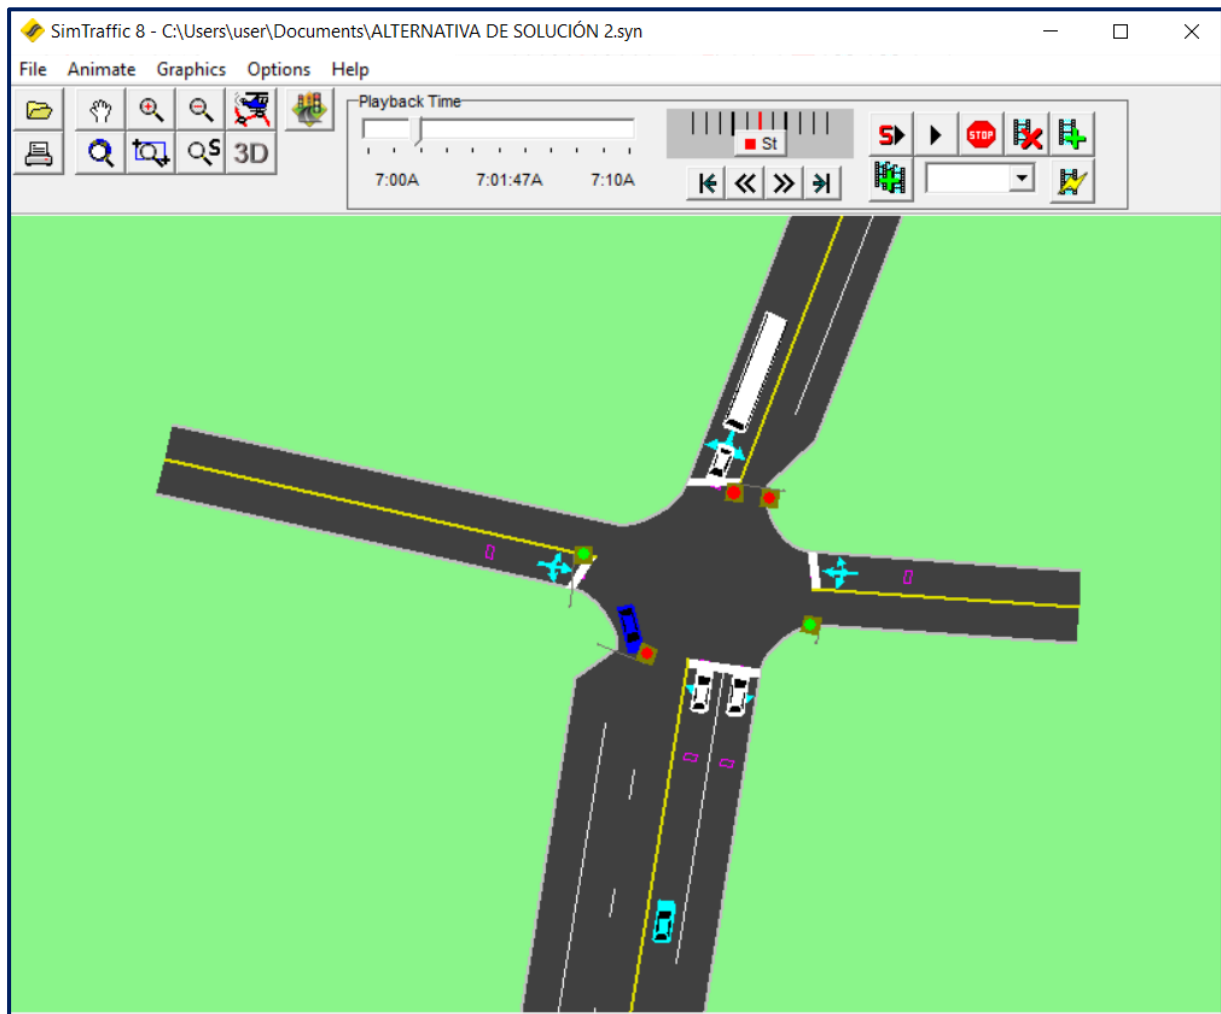 SimTraffic 8 - C:\Users\user\Documents\ALTERNATIVA DE SOLUCIÓN 2.syn
File Animate Graphics Options Help
Playback Time
S
St
S
STOP
3D
7:00A 7:01:47A 7:10A